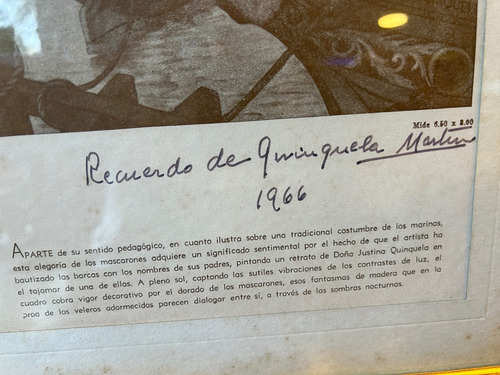 Mide 6.50 x 3.00
Recuerdo de Quinquela Martín
1966
APARTE de su sentido pedagógico, en cuanto ilustra sobre una tradicional costumbre de los marinos,
esta alegoría de los mascarones adquiere un significado sentimental por el hecho de que el artista ha
bautizado las barcas con los nombres de sus padres, pintando un retrato de Doña Justina Quinquela en
el tajamar de una de ellas. A pleno sol, captando las sutiles vibraciones de los contrastes de luz, el
cuadro cobra vigor decorativo por el dorado de los mascarones, esos fantasmas de madera que en la
proa de los veleros adormecidos parecen dialogar entre sí, a través de las sombras nocturnas.